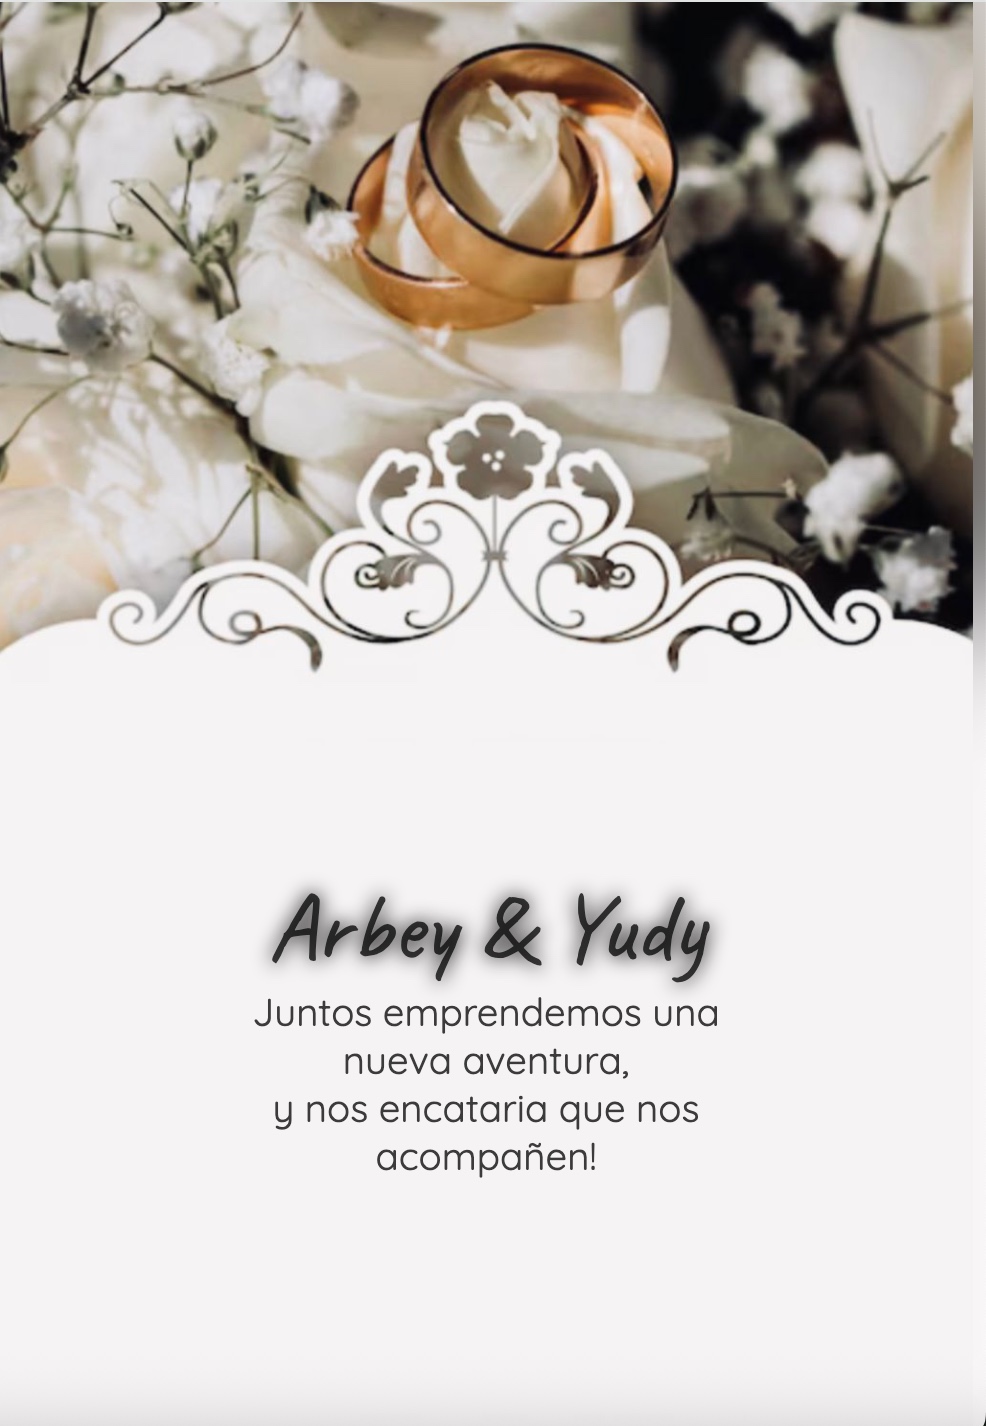 Arbey & Yudy
Juntos emprendemos una
nueva aventura,
y nos encataria que nos
acompañen!